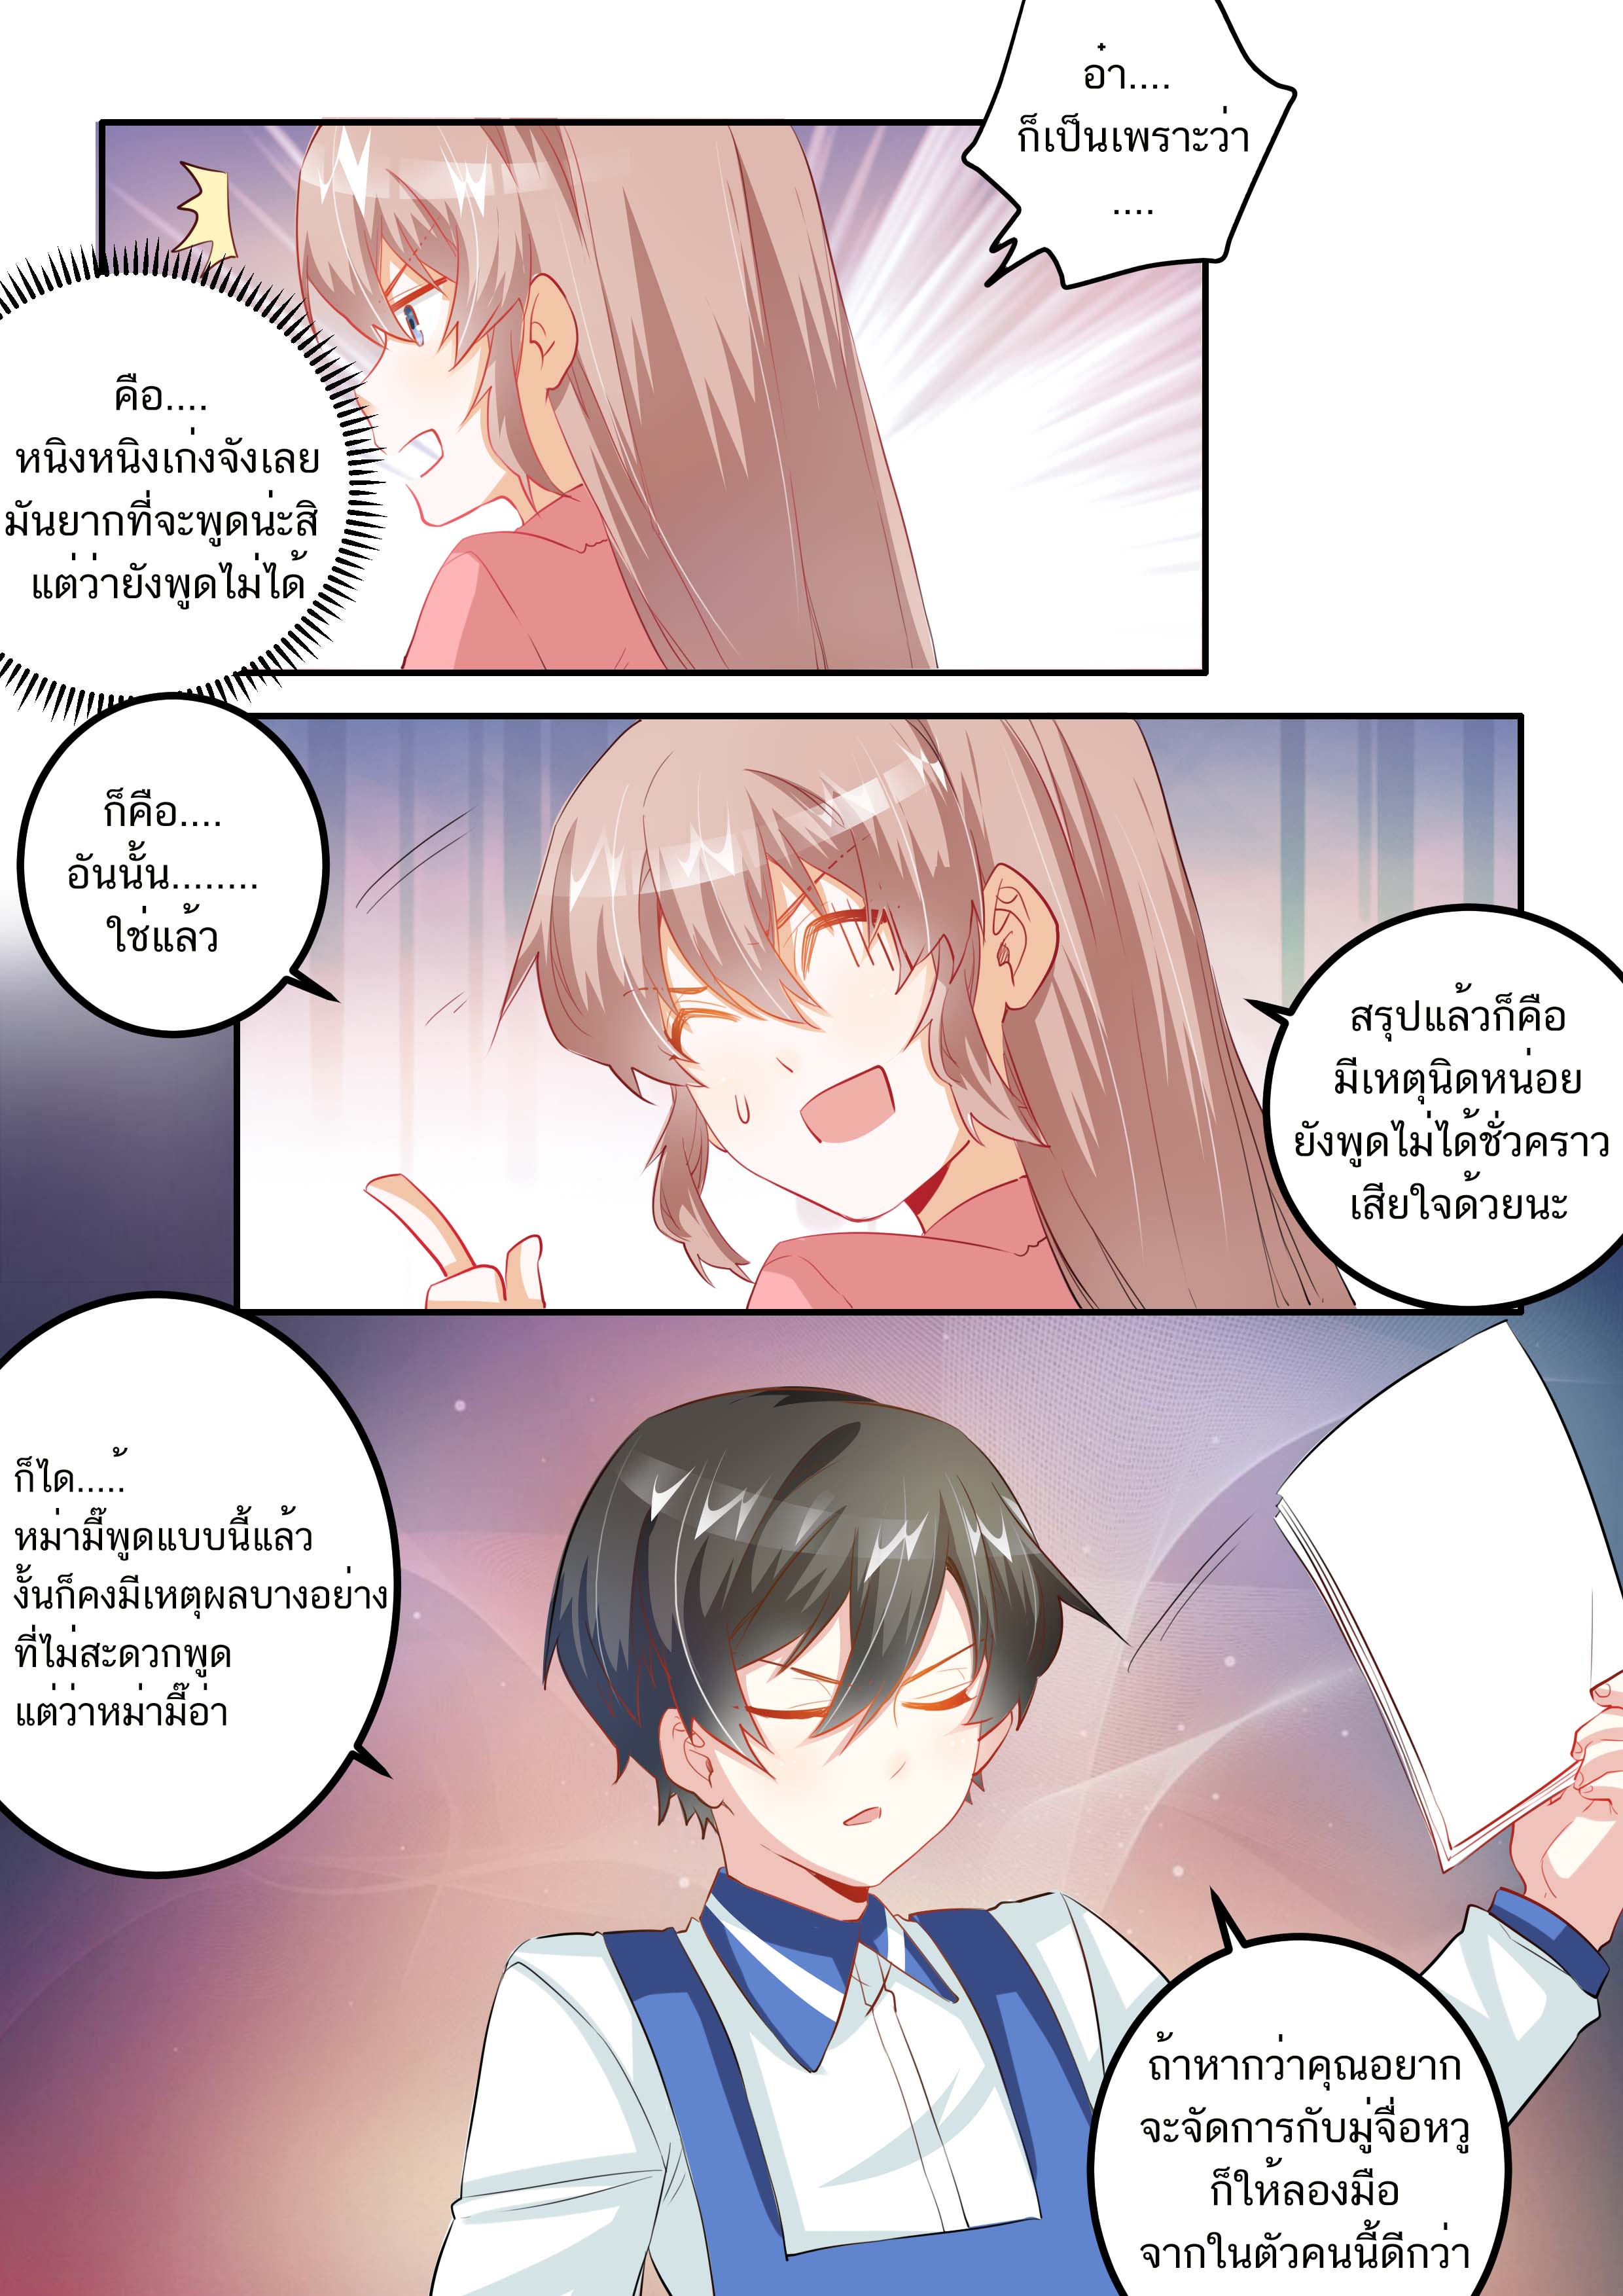 อ๋า....
ก็เป็นเพราะว่า
....
คือ....
หนิงหนิงเก่งจังเลย
มันยากที่จะพูดน่ะสิ
แต่ว่ายังพูดไม่ได้
ก็คือ....
อันนั้น........
ใช่แล้ว
สรุปแล้วก็คือ
มีเหตุนิดหน่อย
ยังพูดไม่ได้ชั่วคราว
เสียใจด้วยนะ
ก็ได.....้
หม่ามี๊พูดแบบนี้แล้ว
งั้นก็คงมีเหตุผลบางอย่าง
ที่ไม่สะดวกพูด
แต่ว่าหม่ามี๊อ่า
ถ้าหากว่าคุณอยาก
จะจัดการกับมู่จื่อหวู
ก็ให้ลองมือ
จากในตัวคนนี้ดีกว่า